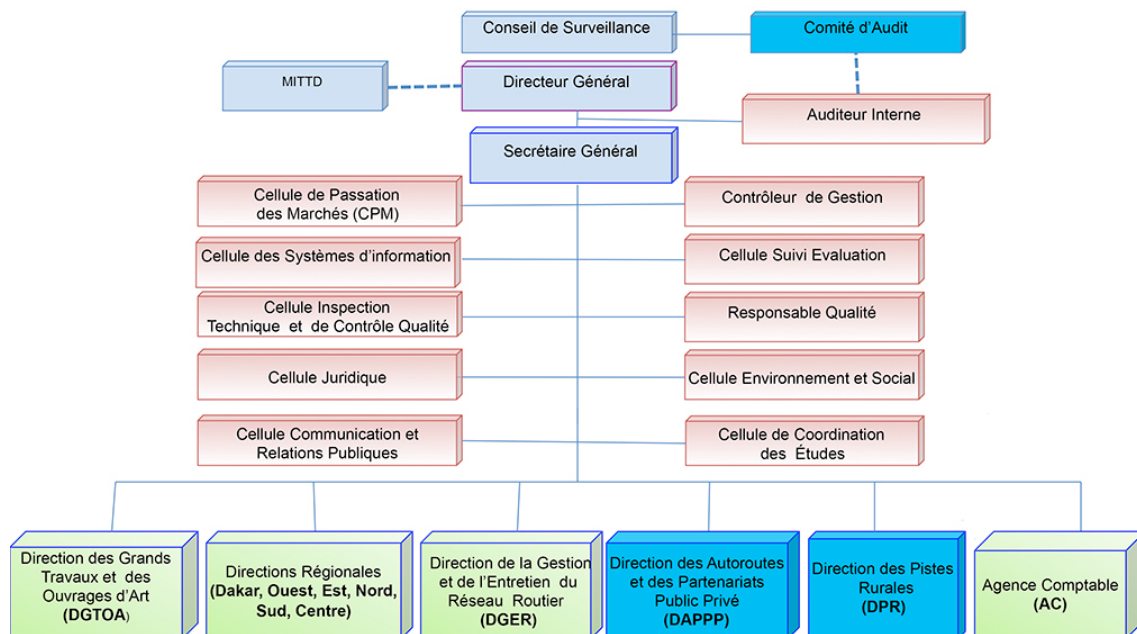 Conseil de Surveillance
Comité d'Audit
MITTD
Directeur Général
Auditeur Interne
Secrétaire Général
Cellule de Passation
des Marchés (CPM)
Contrôleur de Gestion
Cellule des Systèmes d'information
Cellule Suivi Evaluation
Cellule Inspection
Technique et de Contrôle Qualité
Responsable Qualité
Cellule Juridique
Cellule Environnement et Social
Cellule Communication et
Relations Publiques
Cellule de Coordination
des Études
Direction des Grands
Travaux et des
Ouvrages d'Art
(DGTOA)
Directions Régionales
(Dakar, Ouest, Est, Nord,
Sud, Centre)
Direction de la Gestion
et de l'Entretien du
Réseau Routier
(DGER)
Direction des Autoroutes
et des Partenariats
Public Privé
(DAPPP)
Direction des Pistes
Rurales
(DPR)
Agence Comptable
(AC)